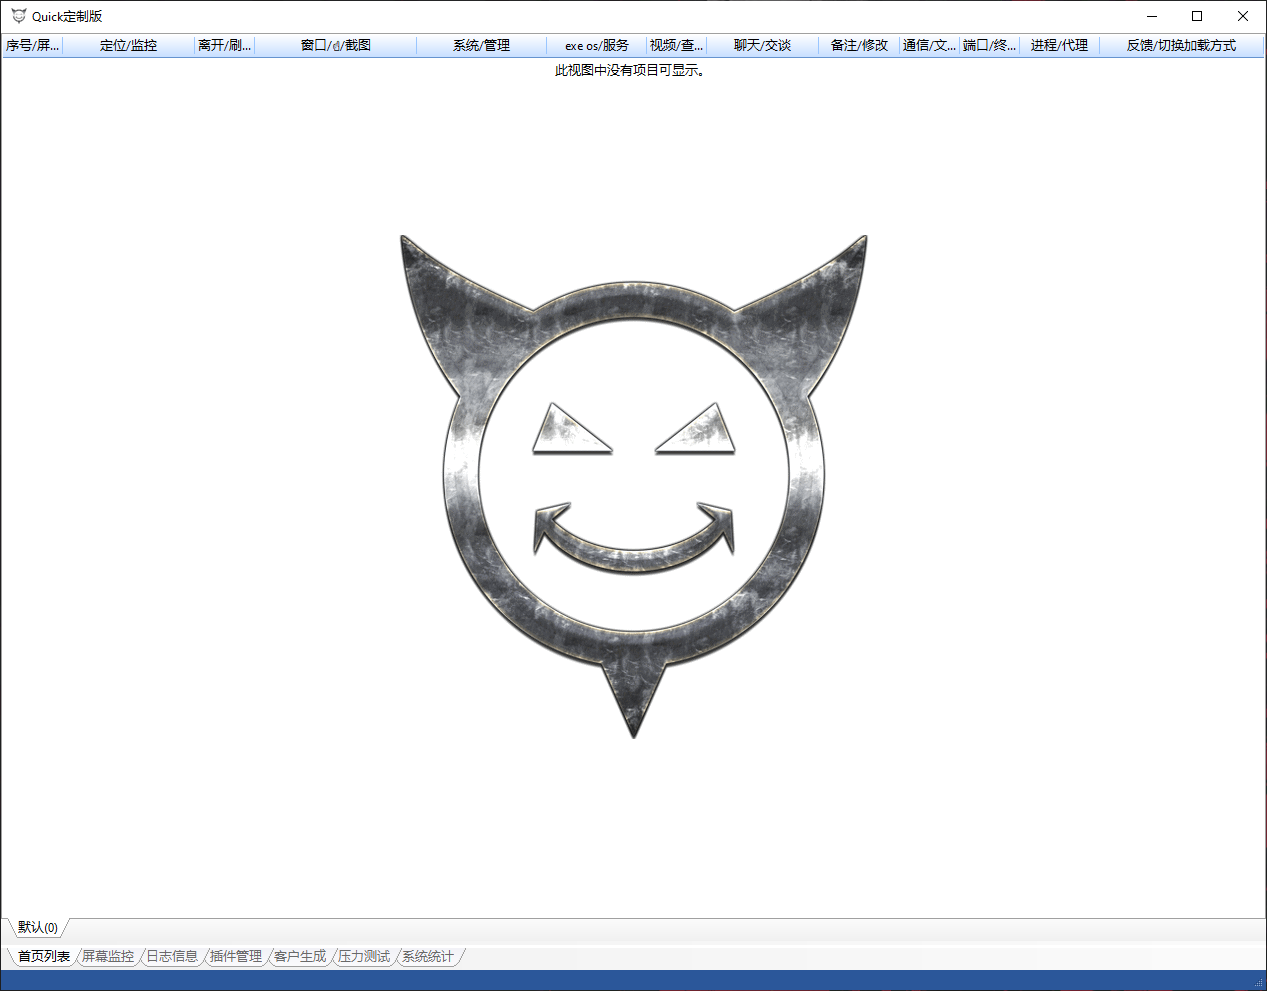 Quick定制版
序号/屏... 定位/监控 离开/刷... 窗口/☝/截图 系统/管理 exe os/服务 视频/查... 聊天/交谈 备注/修改 通信/文... 端口/终... 进程/代理 反馈/切换加载方式
此视图中没有项目可显示。
默认(0)
首页列表 屏幕监控 日志信息 插件管理 客户生成 压力测试 系统统计